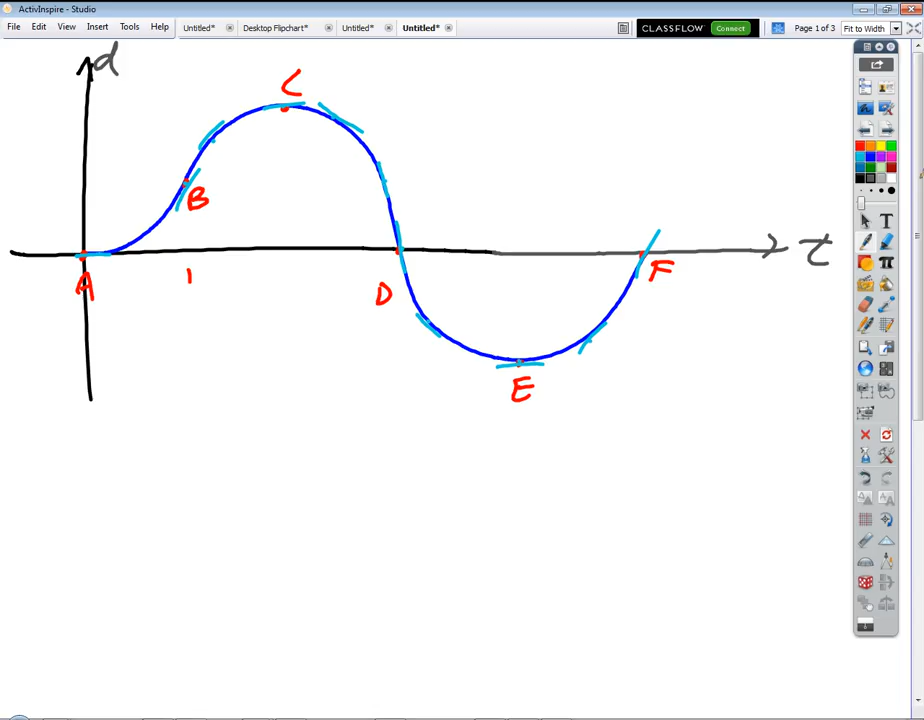 ActivInspire - Studio
File Edit View Insert Tools Help Untitled* Desktop Flipchart* Untitled* Untitled* CLASSFLOW Connect Page 1 of 3 Fit to Width
d
C
B
A
1
D
F
t
E